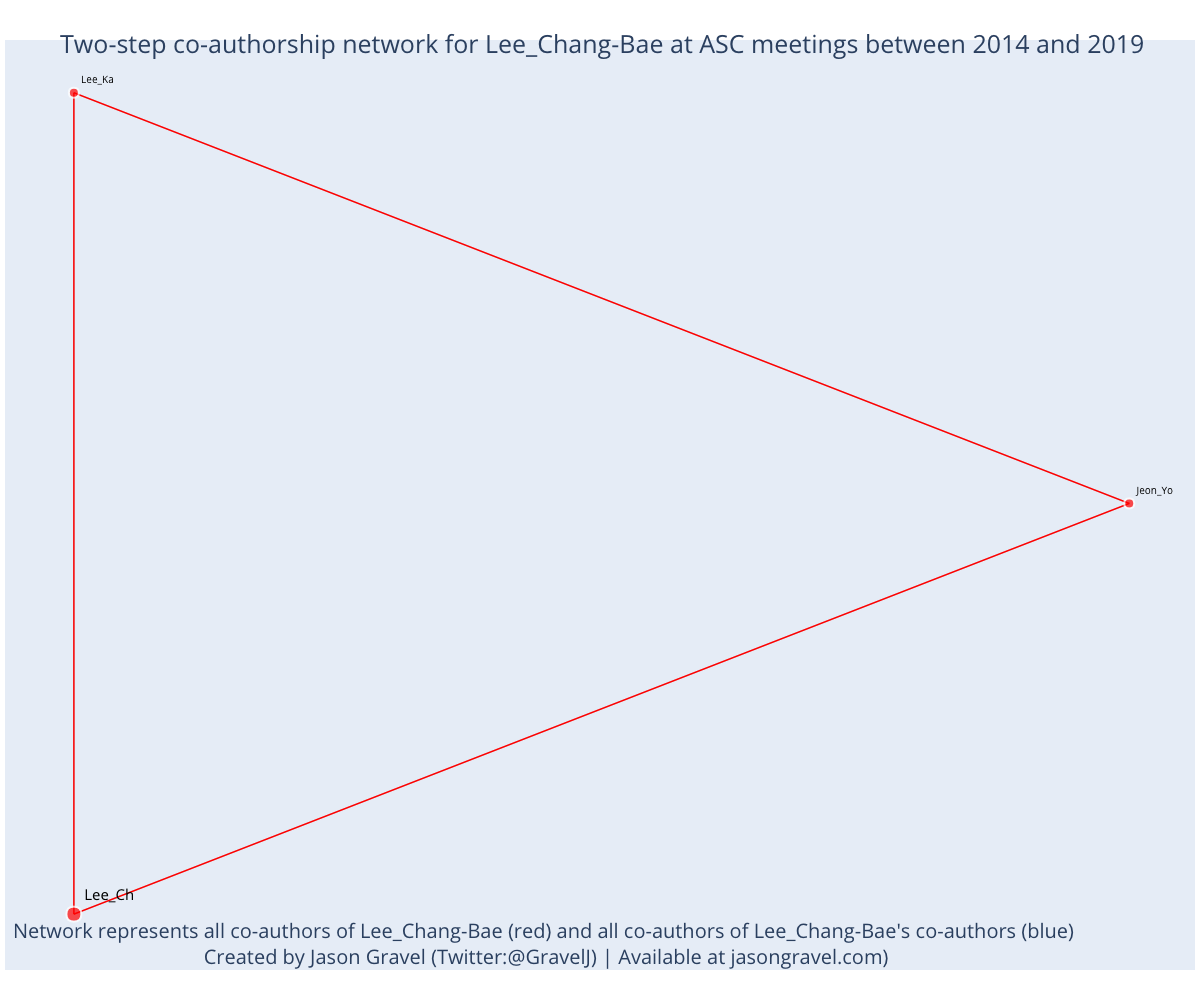 Two-step co-authorship network for Lee_Chang-Bae at ASC meetings between 2014 and 2019
Lee_Ka
Jeon_Yo
Lee_Ch
Network represents all co-authors of Lee_Chang-Bae (red) and all co-authors of Lee_Chang-Bae's co-authors (blue)
Created by Jason Gravel (Twitter:@GravelJ) | Available at jasongravel.com)